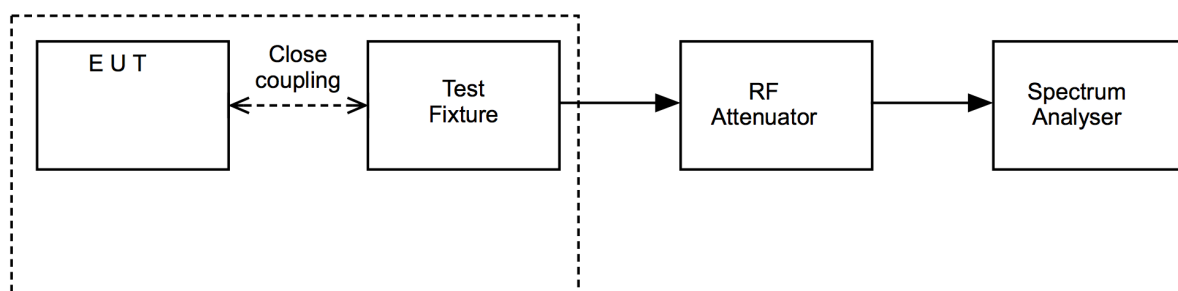 E U T
Close
coupling
Test
Fixture
RF
Attenuator
Spectrum
Analyser